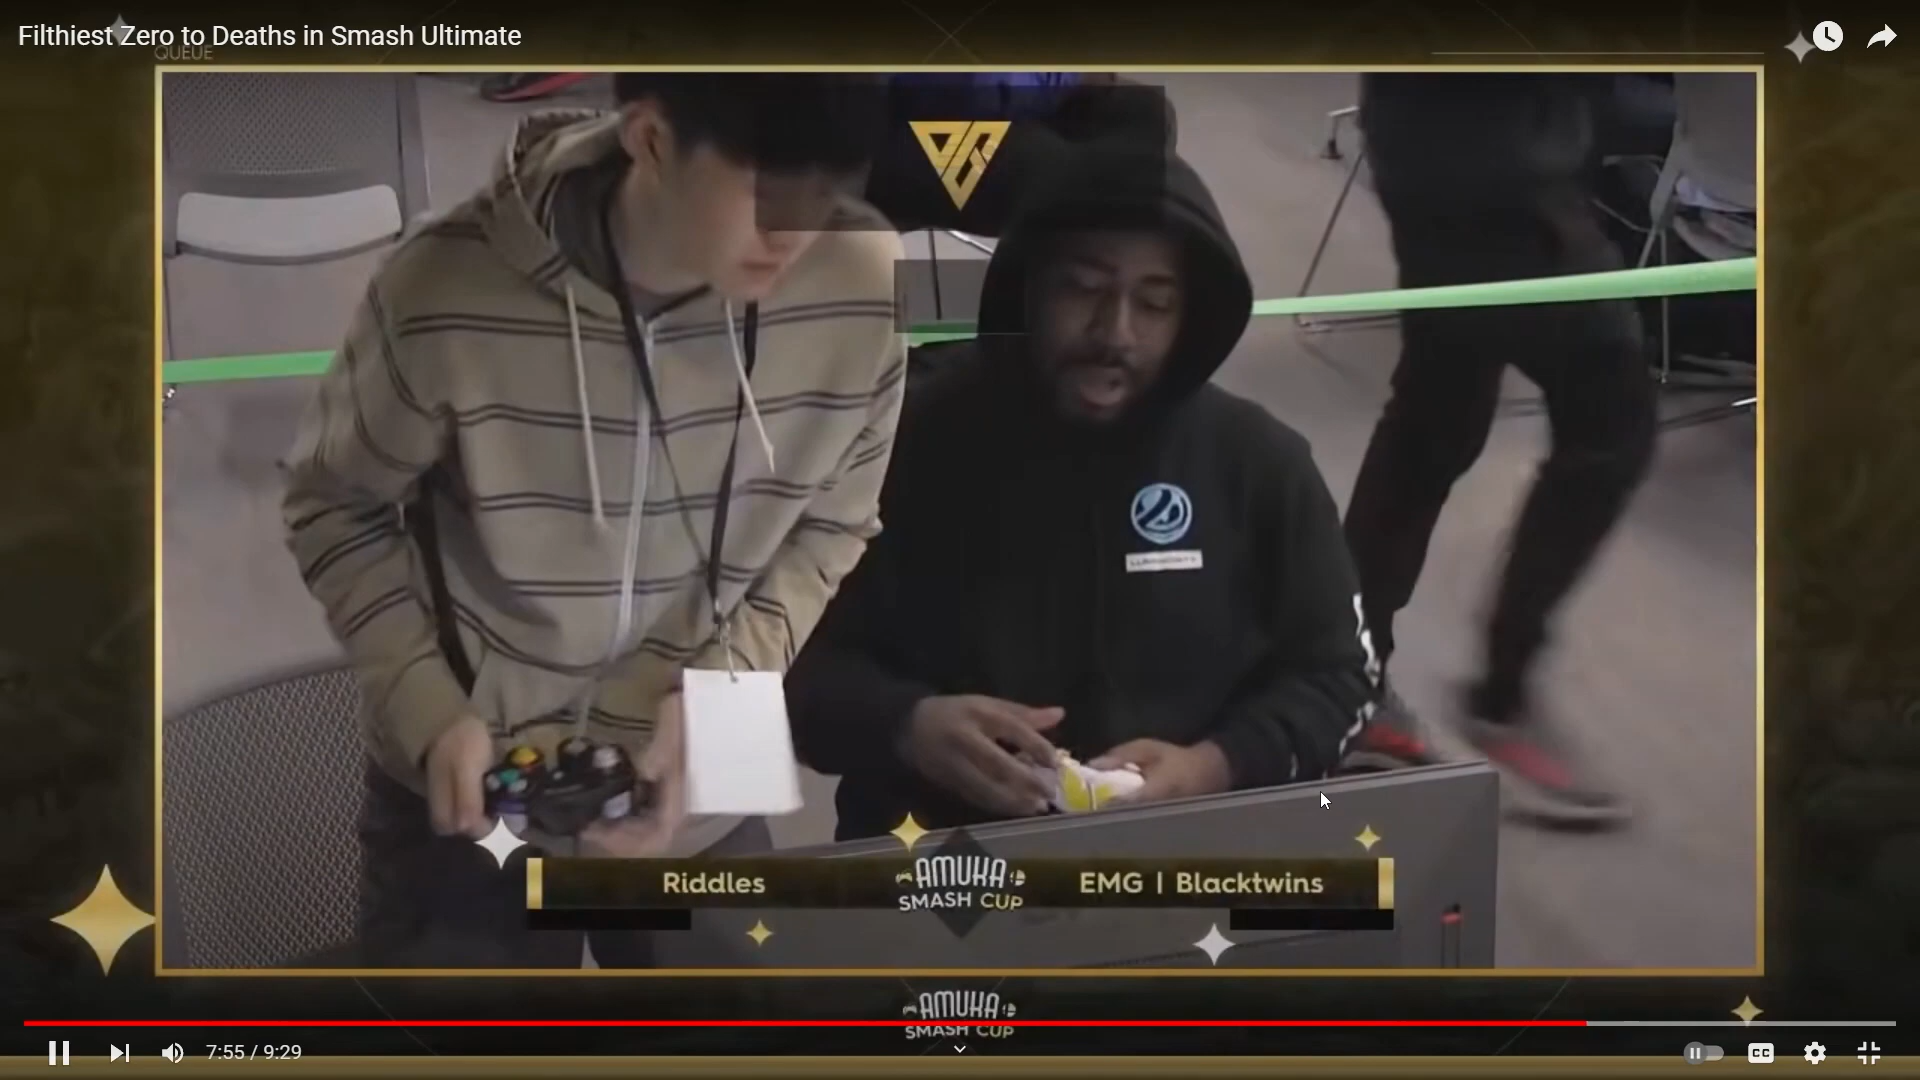 Filthiest Zero to Deaths in Smash Ultimate
QUEUE
Riddles
AMUKA
SMASH CUP
EMG | Blacktwins
AMUKA
SMASH CUP
7:55 / 9:29
CC